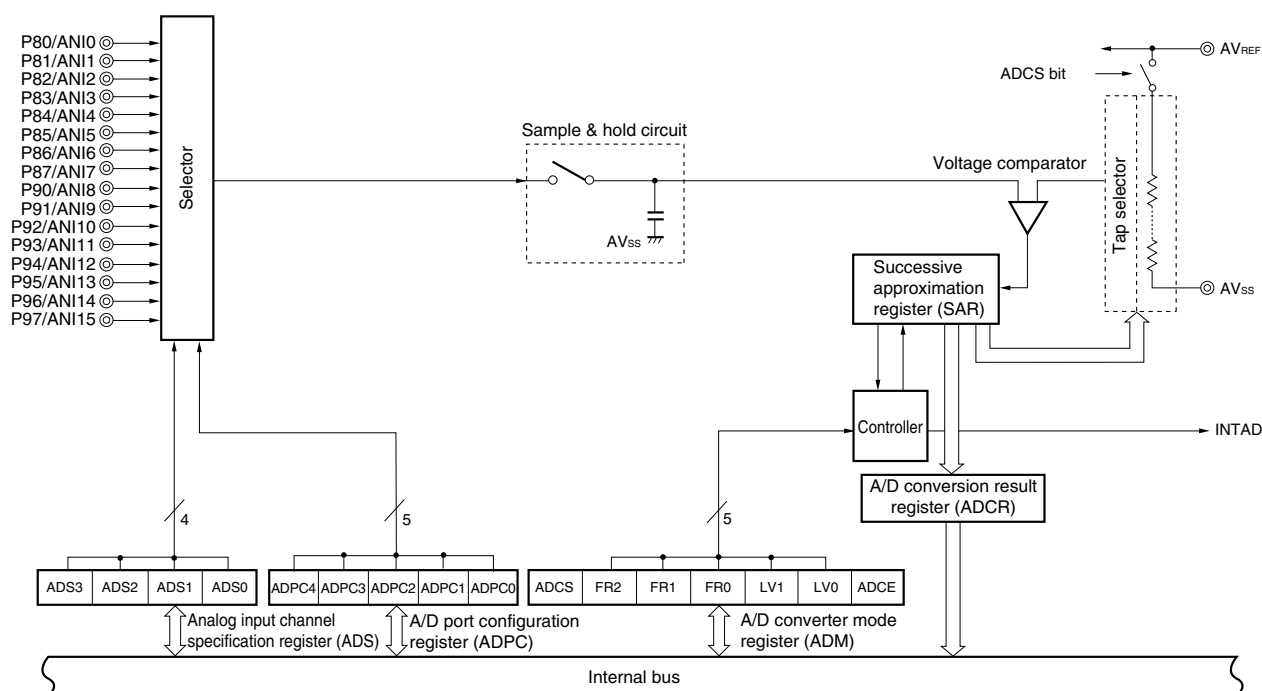 P80/ANI0
P81/ANI1
P82/ANI2
P83/ANI3
P84/ANI4
P85/ANI5
P86/ANI6
P87/ANI7
P90/ANI8
P91/ANI9
P92/ANI10
P93/ANI11
P94/ANI12
P95/ANI13
P96/ANI14
P97/ANI15
Selector
Sample & hold circuit
AVSS
Voltage comparator
ADCS bit
AVREF
Tap selector
AVSS
Successive
approximation
register (SAR)
Controller
INTAD
A/D conversion result
register (ADCR)
4
5
5
ADS3 ADS2 ADS1 ADS0
ADPC4 ADPC3 ADPC2 ADPC1 ADPC0
ADCS FR2 FR1 FR0 LV1 LV0 ADCE
Analog input channel
specification register (ADS)
A/D port configuration
register (ADPC)
A/D converter mode
register (ADM)
Internal bus